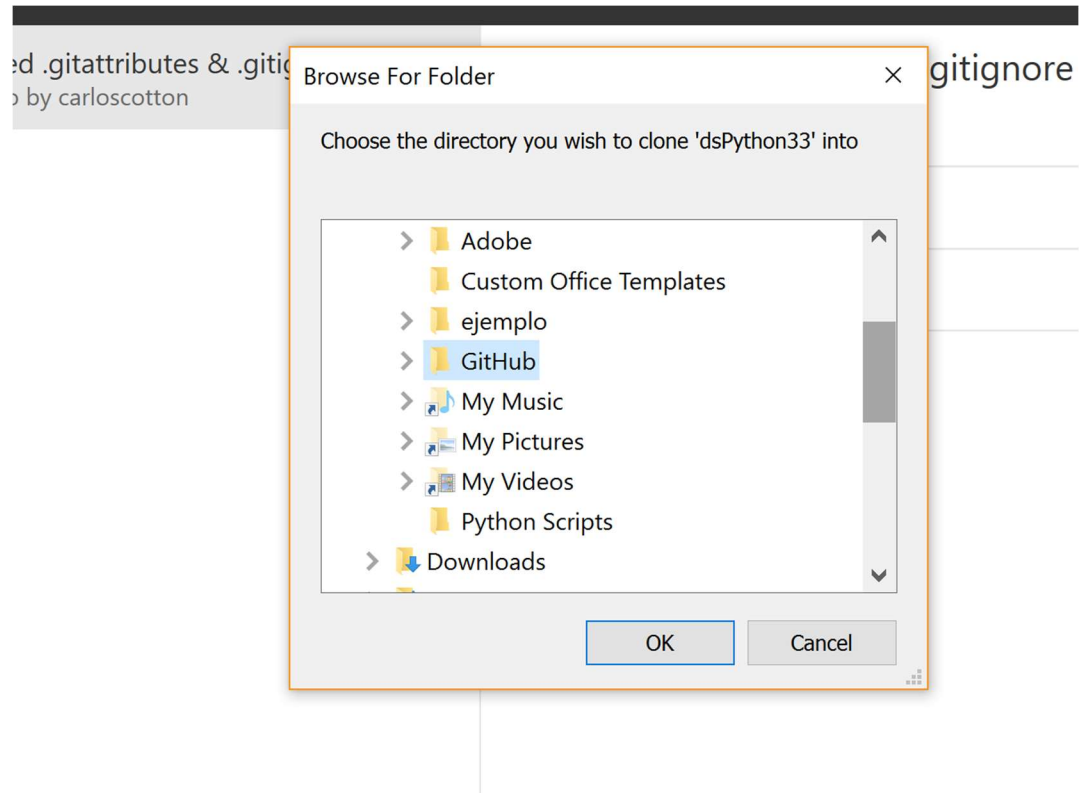 ed .gitattributes & .gitig
by carloscotton
gitignore
Browse For Folder
Choose the directory you wish to clone 'dsPython33' into
Adobe
Custom Office Templates
ejemplo
GitHub
My Music
My Pictures
My Videos
Python Scripts
Downloads
OK
Cancel